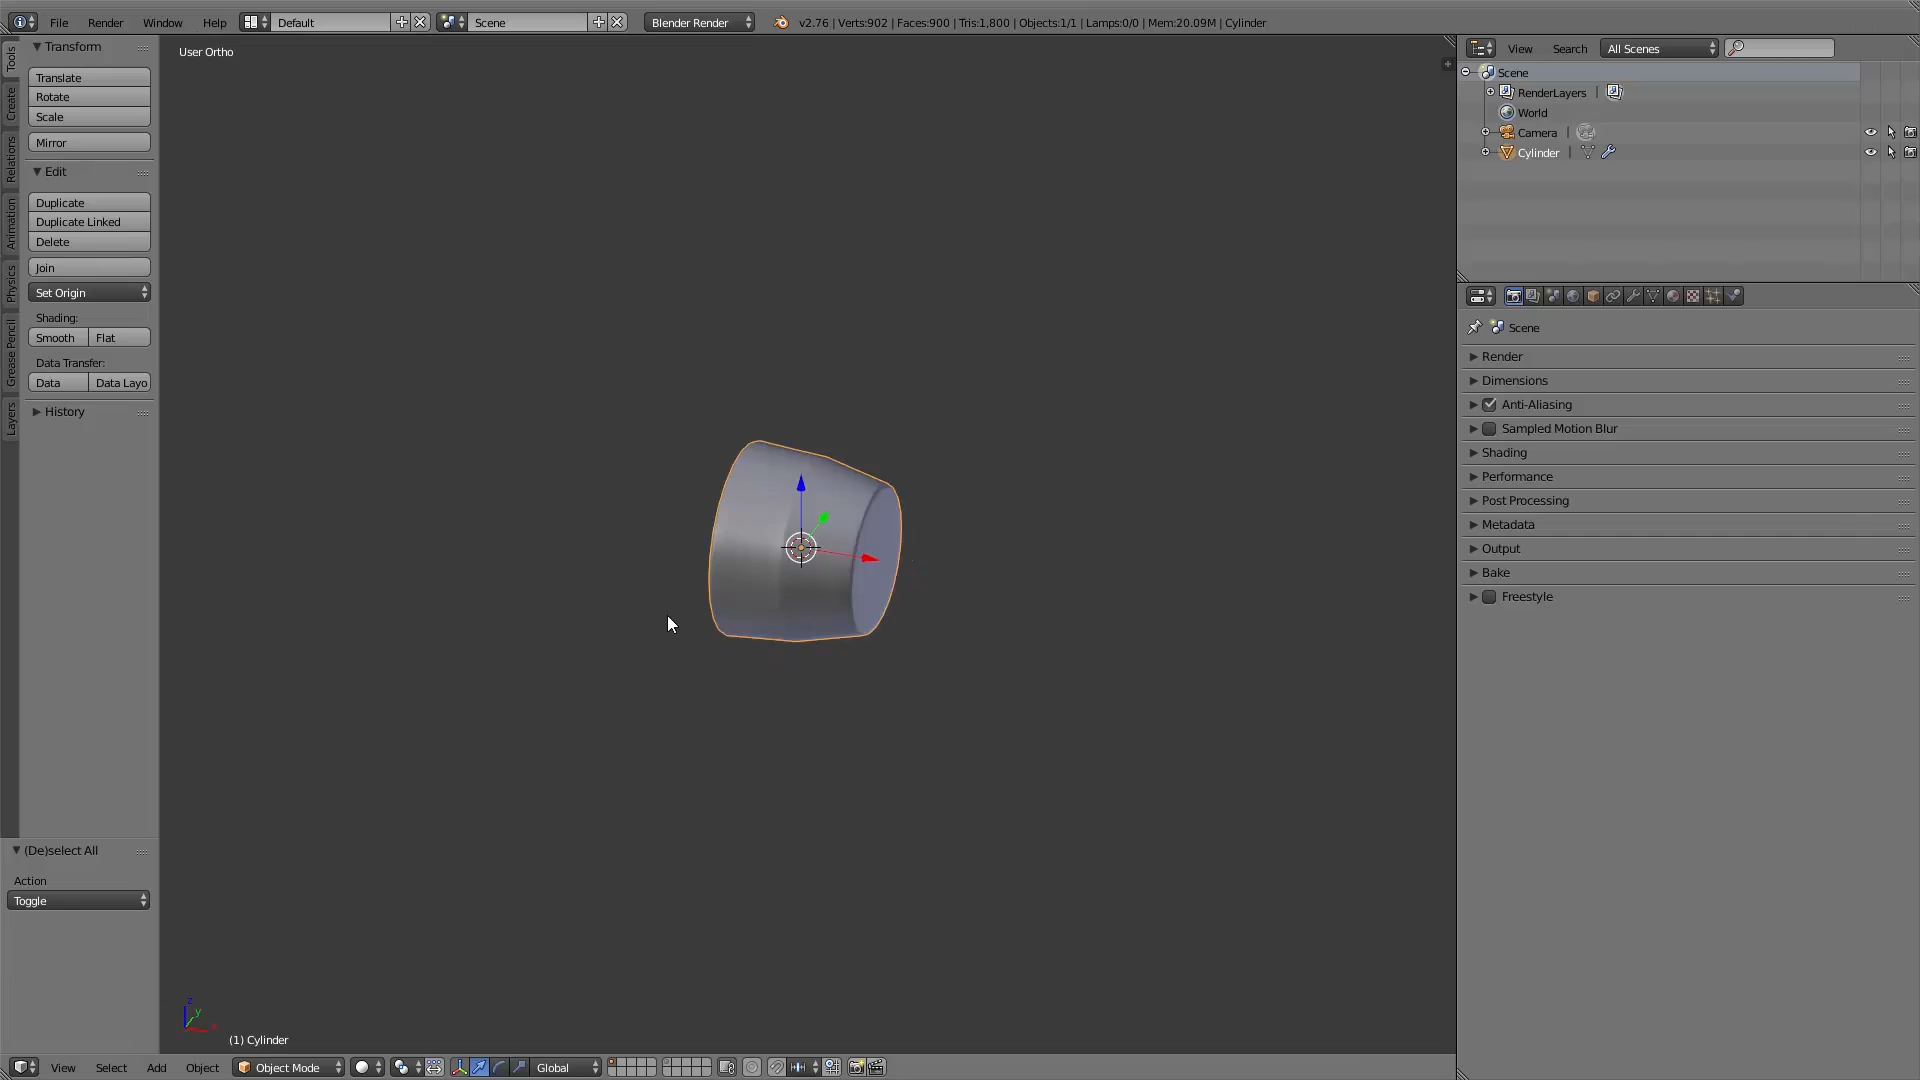 File Render Window Help Default Scene Blender Render v2.76 | Verts:902 | Faces:900 | Tris:1,800 | Objects:1/1 | Lamps:0/0 | Mem:20.09M | Cylinder
Tools
Create
Relations
Animation
Physics
Grease Pencil
Layers
Transform
Translate
Rotate
Scale
Mirror
Edit
Duplicate
Duplicate Linked
Delete
Join
Set Origin
Shading:
Smooth Flat
Data Transfer:
Data Data Layo
History
(De)select All
Action
Toggle
User Ortho
z
y
x
(1) Cylinder
View Select Add Object Object Mode Global
View Search All Scenes
Scene
RenderLayers |
World
Camera |
Cylinder |
Scene
Render
Dimensions
Anti-Aliasing
Sampled Motion Blur
Shading
Performance
Post Processing
Metadata
Output
Bake
Freestyle